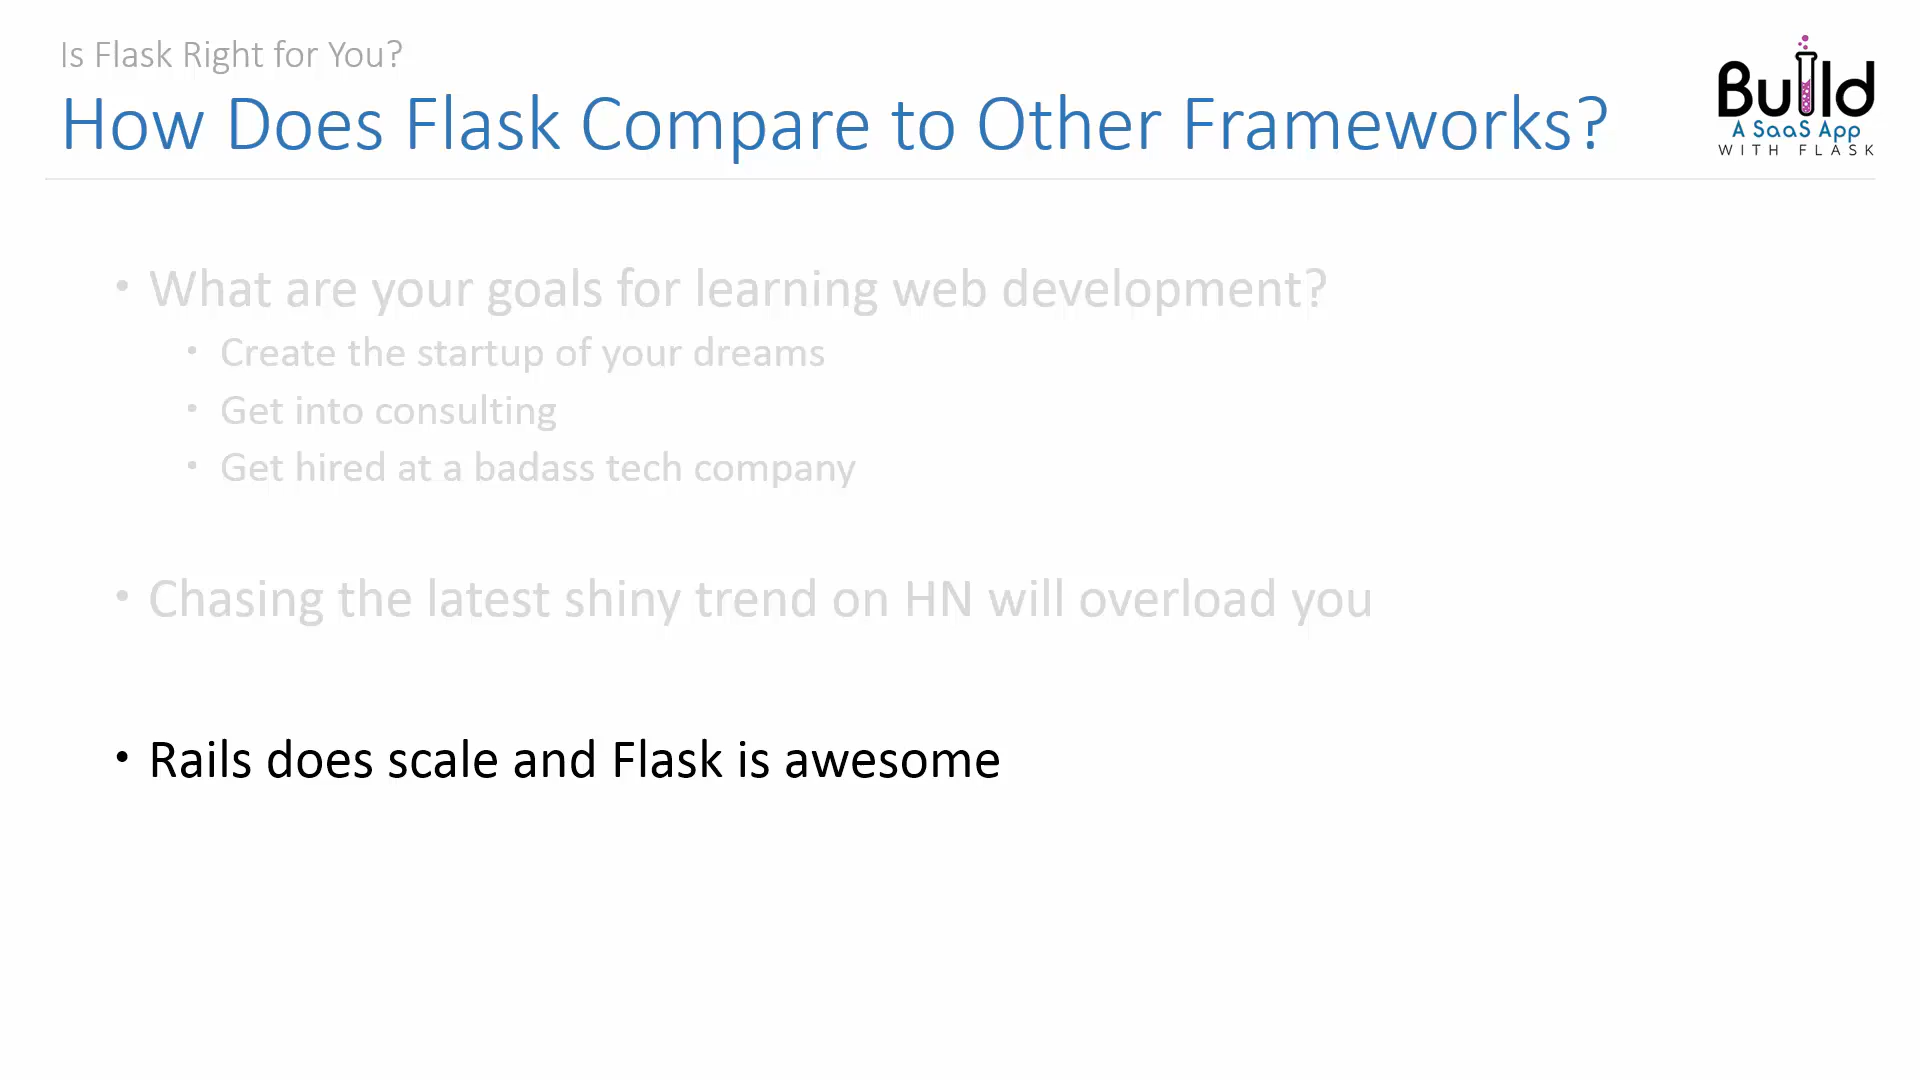 Is Flask Right for You?
How Does Flask Compare to Other Frameworks?
Build
A SaaS App
WITH FLASK
• What are your goals for learning web development?
• Create the startup of your dreams
• Get into consulting
• Get hired at a badass tech company
• Chasing the latest shiny trend on HN will overload you
• Rails does scale and Flask is awesome